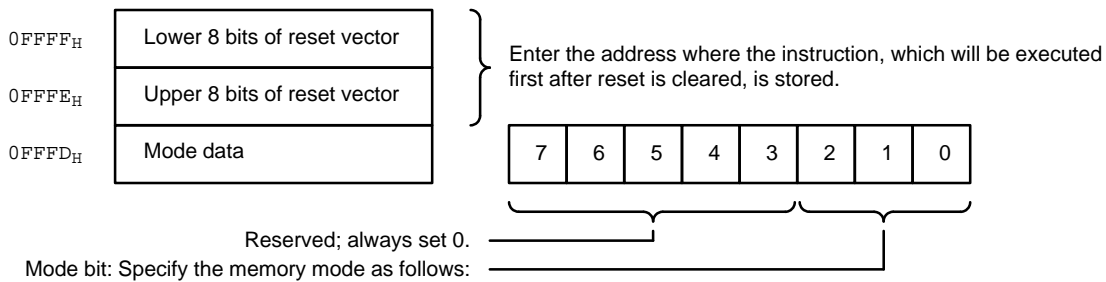 0FFFFH Lower 8 bits of reset vector
Enter the address where the instruction, which will be executed
first after reset is cleared, is stored.
0FFFEH Upper 8 bits of reset vector
0FFFDH Mode data
7 6 5 4 3 2 1 0
Reserved; always set 0.
Mode bit: Specify the memory mode as follows: